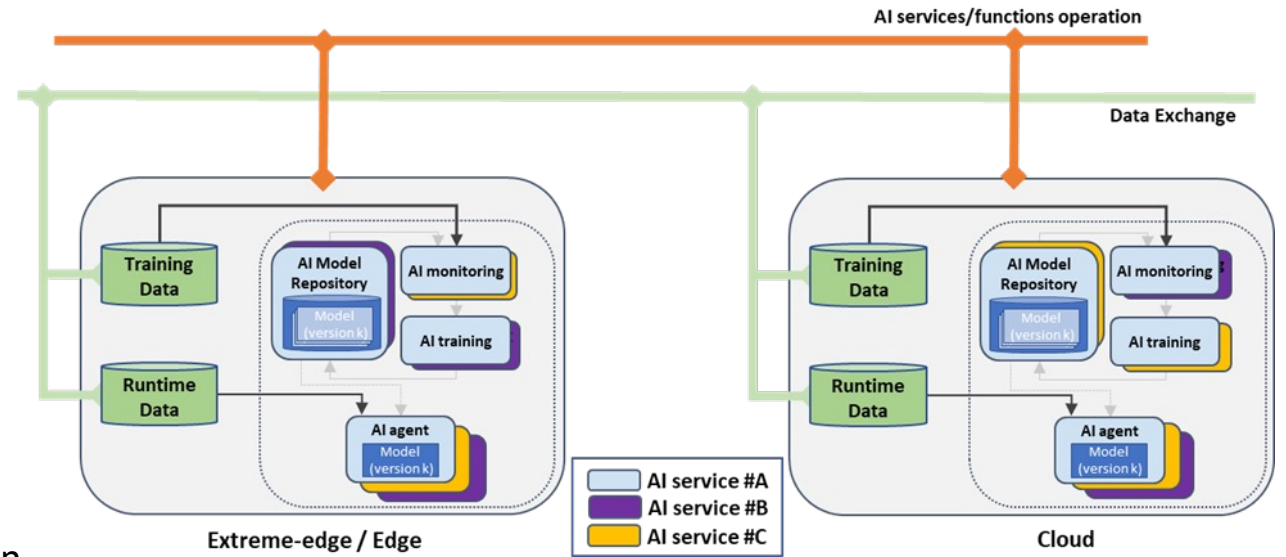 AI services/functions operation
Data Exchange
Training
Data
AI Model
Repository
Model
(version k)
AI monitoring
AI training
Runtime
Data
AI agent
Model
(version k)
Extreme-edge / Edge
Training
Data
AI Model
Repository
Model
(version k)
AI monitoring
AI training
Runtime
Data
AI agent
Model
(version k)
Cloud
AI service #A
AI service #B
AI service #C